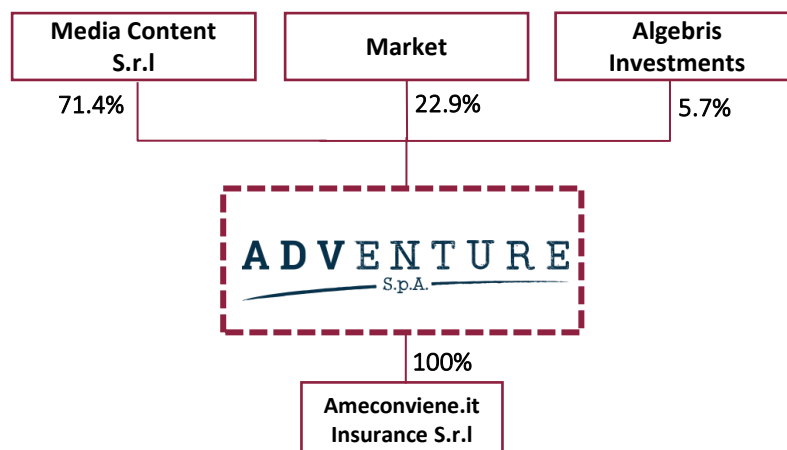 Media Content
S.r.l
Market
Algebris
Investments
71.4%
22.9%
5.7%
ADVENTURE
S.p.A.
100%
Ameconviene.it
Insurance S.r.l